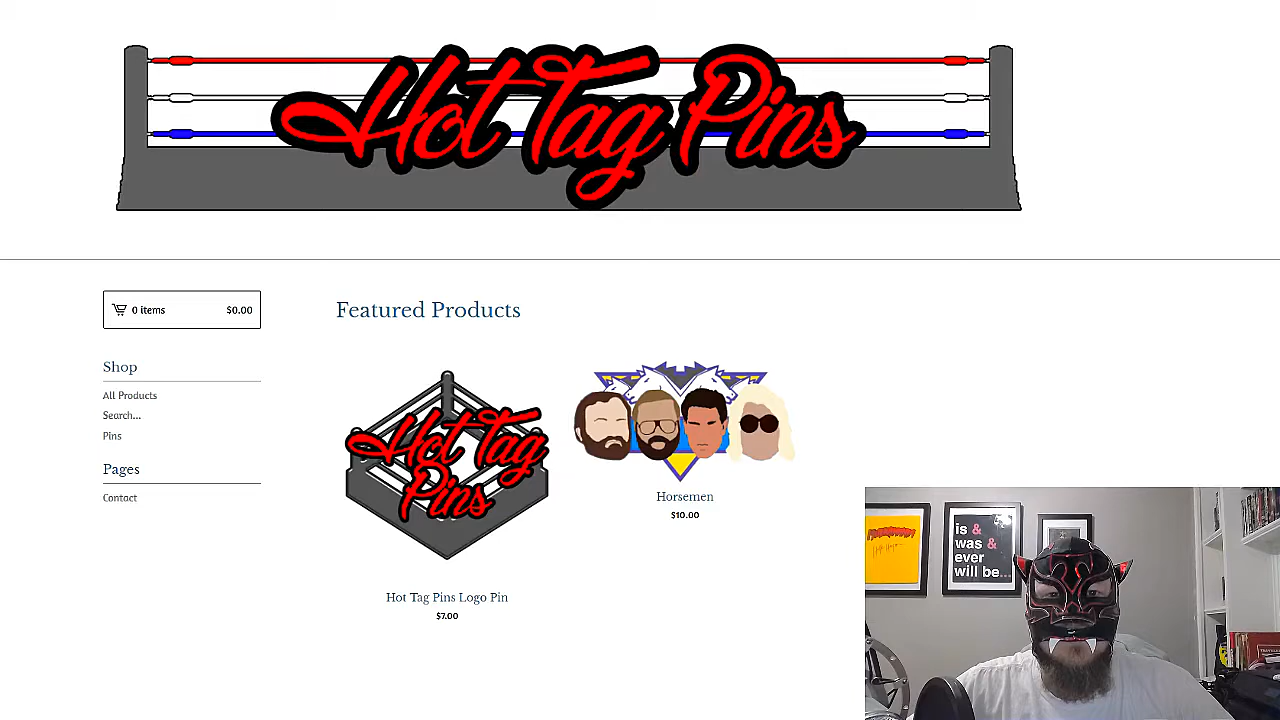 Hot Tag Pins
0 items $0.00
Featured Products
Shop
All Products
Search...
Pins
Pages
Contact
Hot Tag
Pins
Hot Tag Pins Logo Pin
$7.00
Horsemen
$10.00
is &
was &
ever
will be...